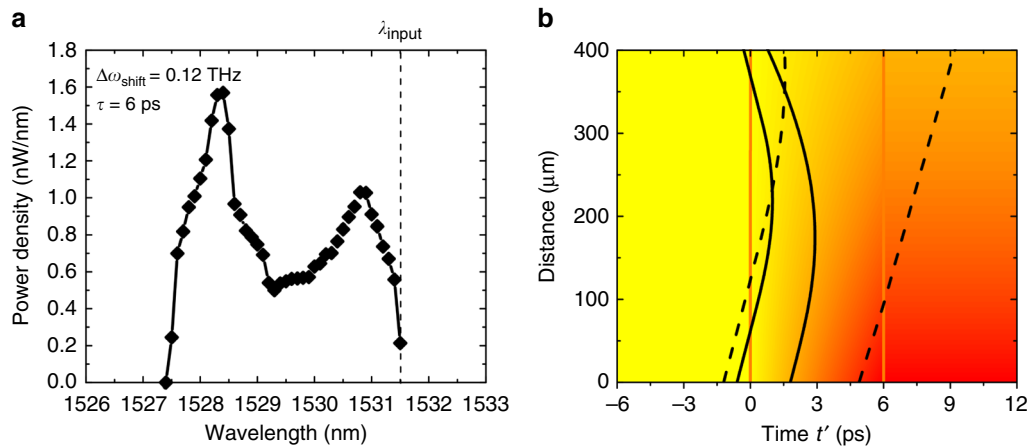 a
λinput
Δωshift = 0.12 THz
τ = 6 ps
1.8
1.6
1.4
1.2
1.0
0.8
0.6
0.4
0.2
0.0
Power density (nW/nm)
1526 1527 1528 1529 1530 1531 1532 1533
Wavelength (nm)
b
400
300
200
100
0
Distance (µm)
−6 −3 0 3 6 9 12
Time t′ (ps)